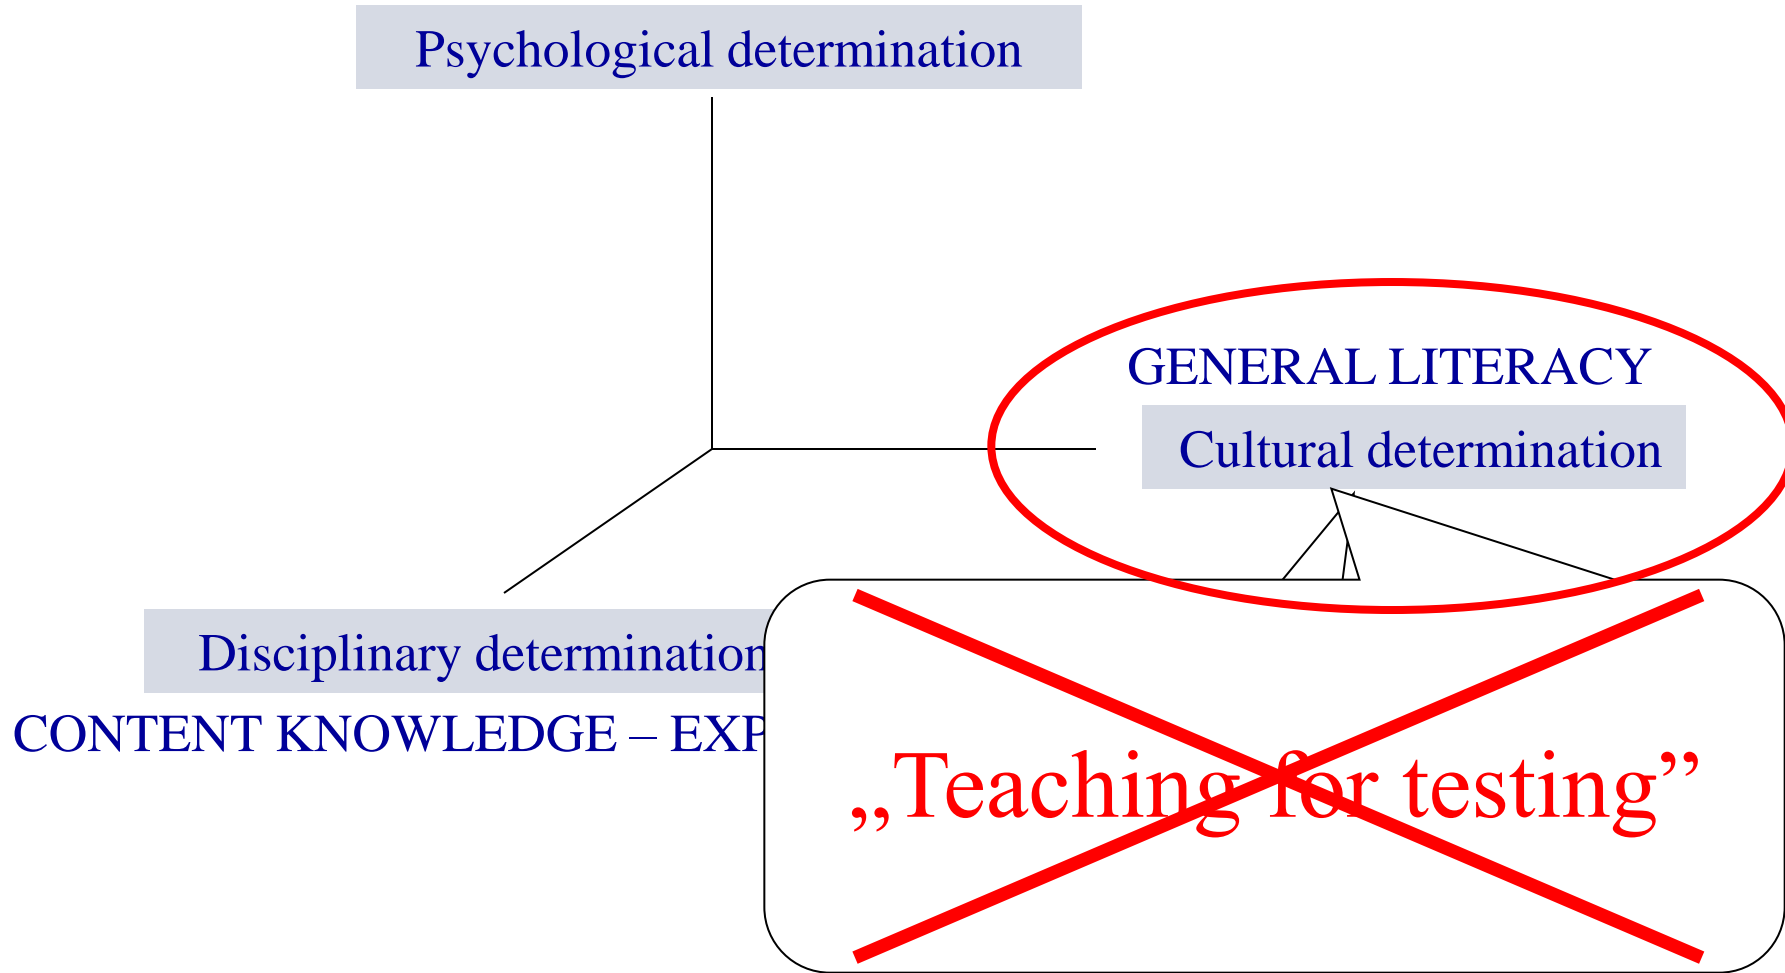 Psychological determination
GENERAL LITERACY
Cultural determination
Disciplinary determination
CONTENT KNOWLEDGE – EXP
„Teaching for testing”